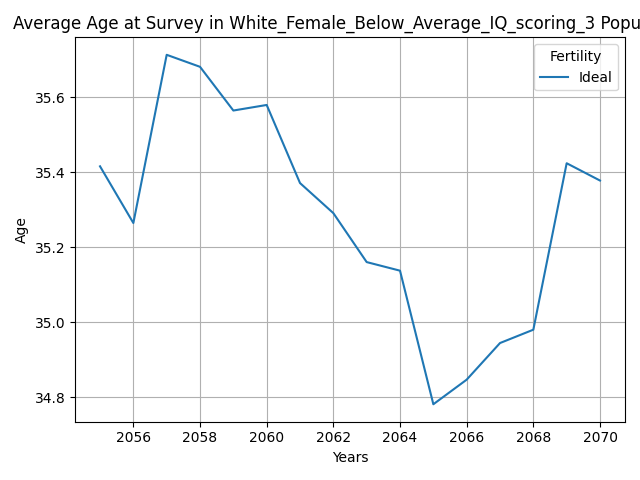 Average Age at Survey in White_Female_Below_Average_IQ_scoring_3 Popu
Fertility
Ideal
35.6
35.4
35.2
35.0
34.8
Age
2056 2058 2060 2062 2064 2066 2068 2070
Years